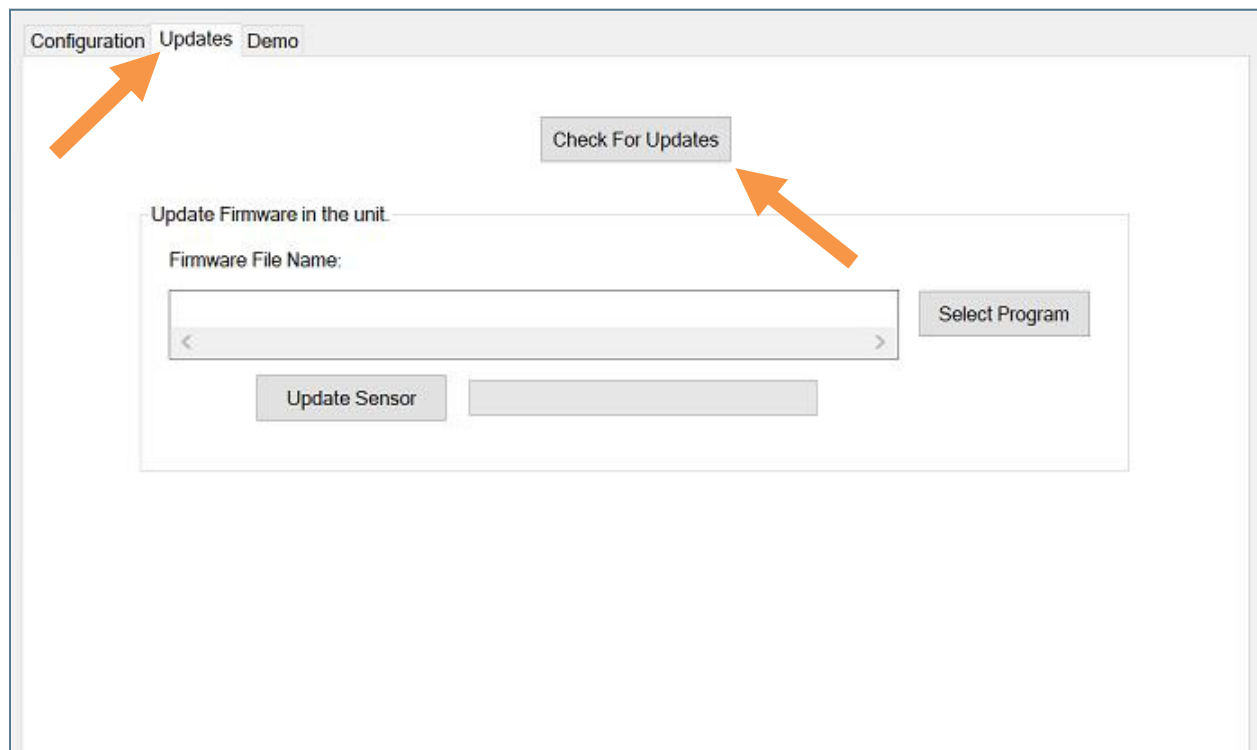 Configuration Updates Demo
Check For Updates
Update Firmware in the unit.
Firmware File Name:
Select Program
Update Sensor